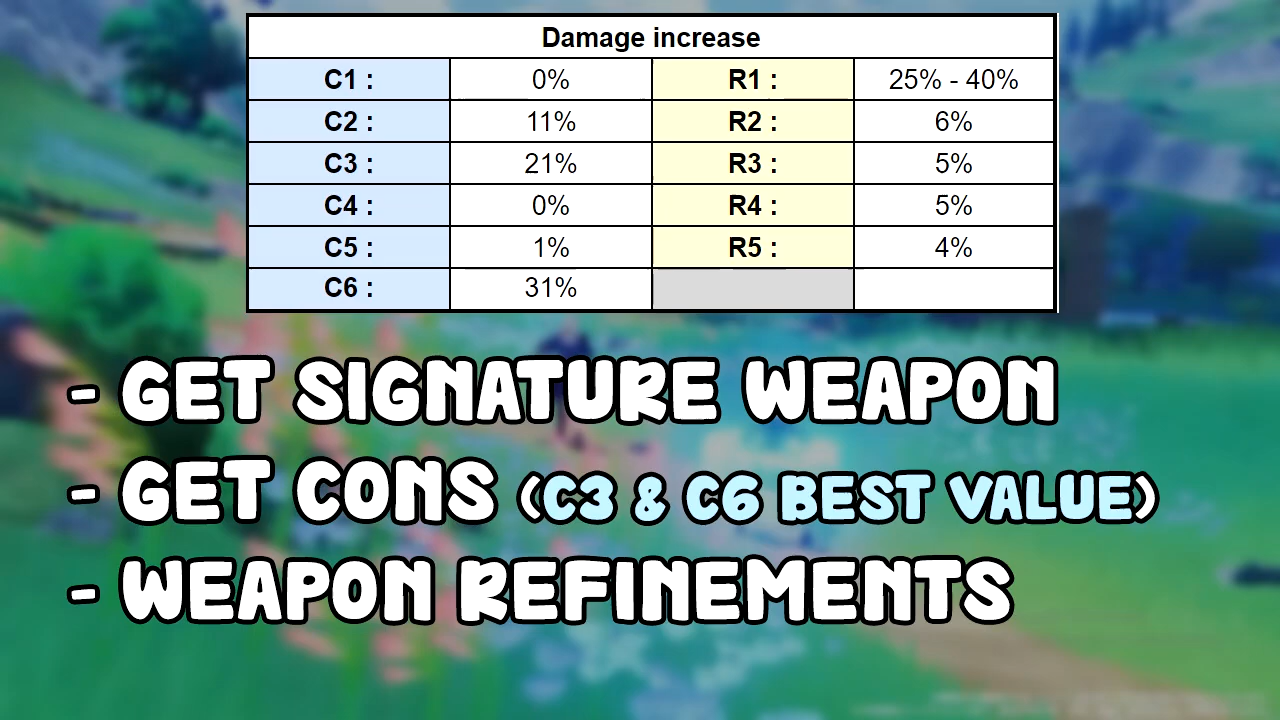 Damage increase
C1 : 0% R1 : 25% - 40%
C2 : 11% R2 : 6%
C3 : 21% R3 : 5%
C4 : 0% R4 : 5%
C5 : 1% R5 : 4%
C6 : 31%
- GET SIGNATURE WEAPON
- GET CONS (C3 & C6 BEST VALUE)
- WEAPON REFINEMENTS